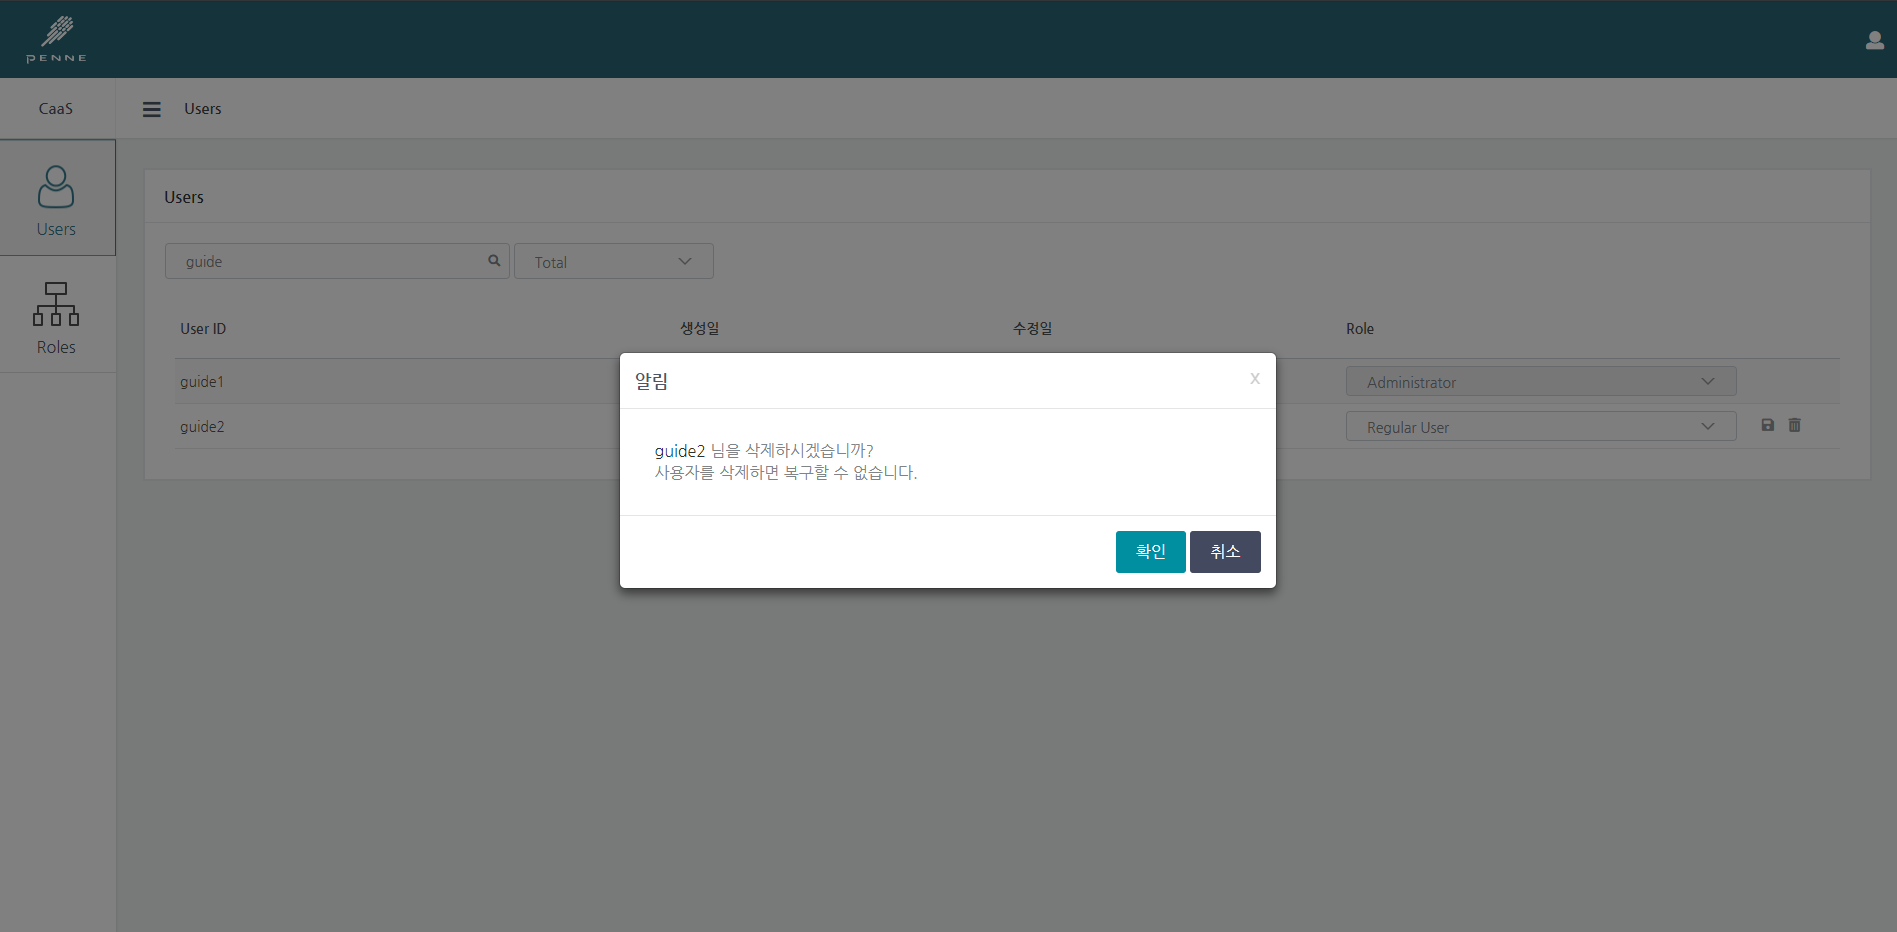 PENNE
CaaS
Users
Users
Roles
Users
guide
Total
User ID 생성일 수정일 Role
guide1 Administrator
guide2 Regular User
알림 X
guide2 님을 삭제하시겠습니까?
사용자를 삭제하면 복구할 수 없습니다.
확인 취소